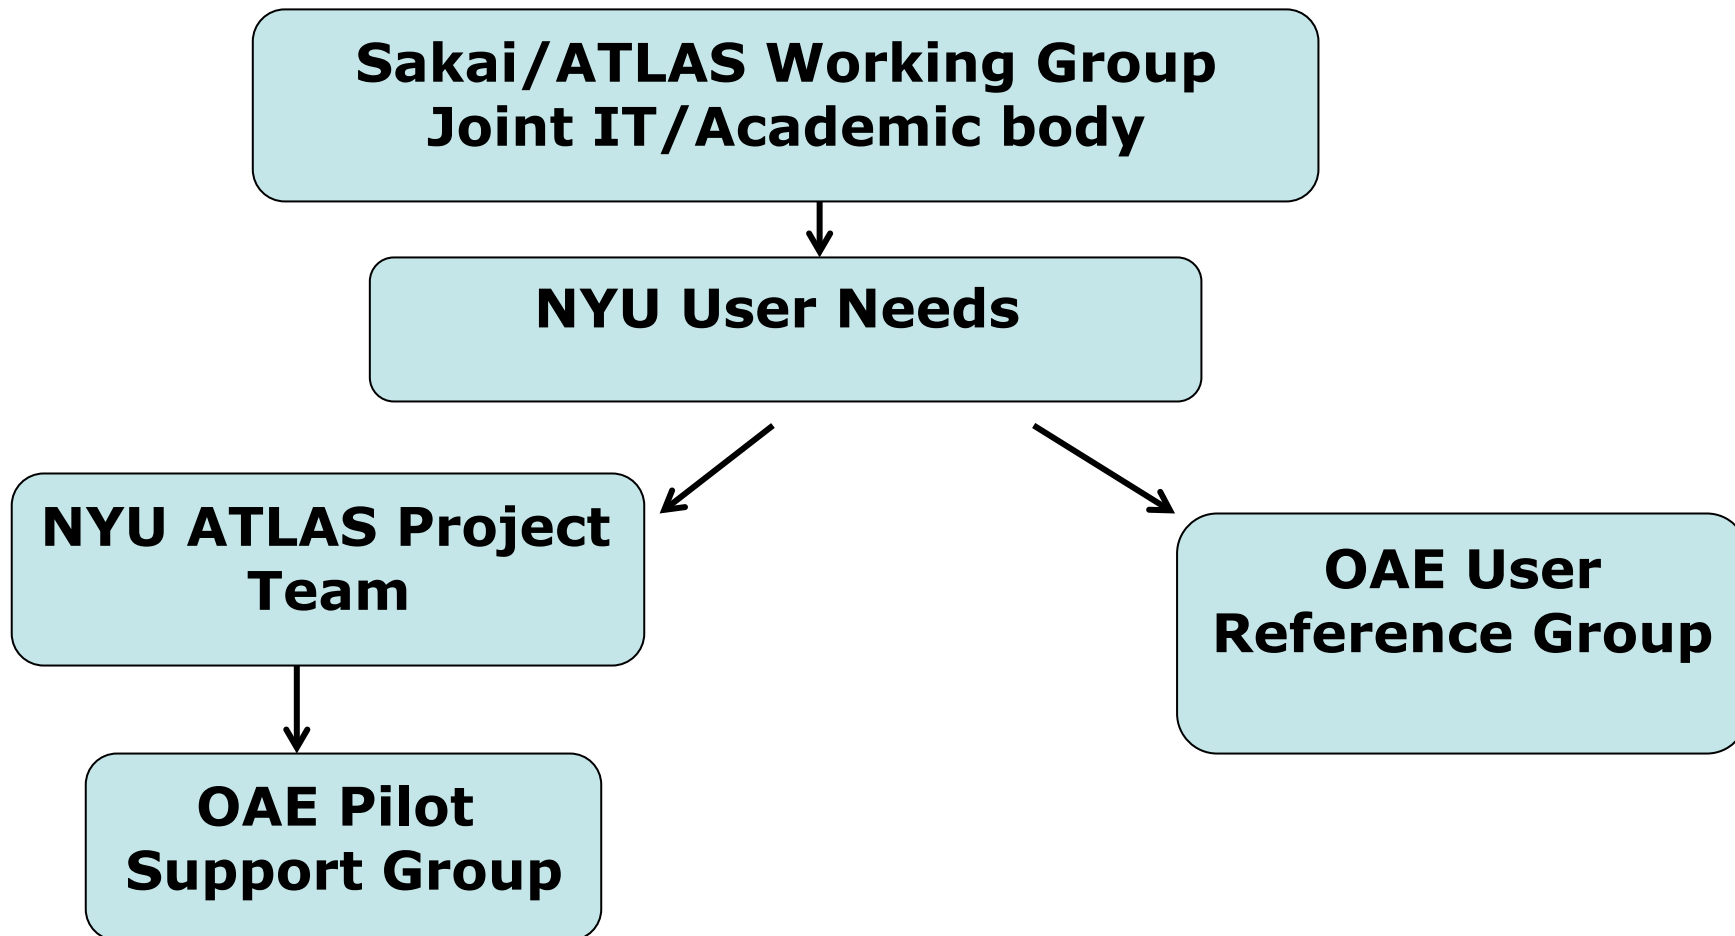 Sakai/ATLAS Working Group
Joint IT/Academic body
NYU User Needs
NYU ATLAS Project
Team
OAE User
Reference Group
OAE Pilot
Support Group